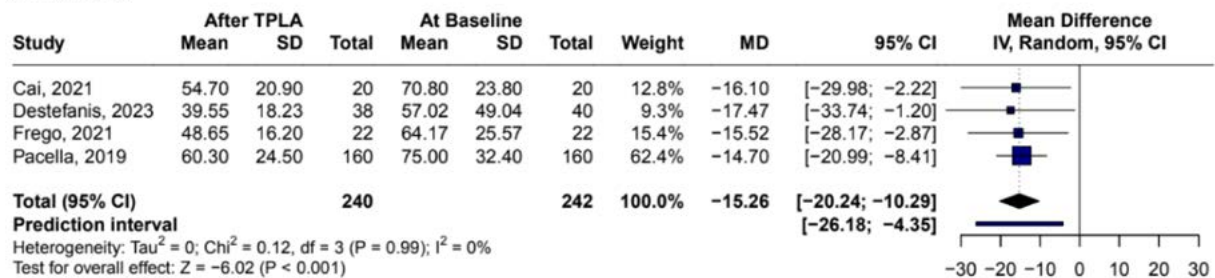 After TPLA At Baseline Mean Difference
Study Mean SD Total Mean SD Total Weight MD 95% CI IV, Random, 95% CI
Cai, 2021 54.70 20.90 20 70.80 23.80 20 12.8% −16.10 [−29.98; −2.22]
Destefanis, 2023 39.55 18.23 38 57.02 49.04 40 9.3% −17.47 [−33.74; −1.20]
Frego, 2021 48.65 16.20 22 64.17 25.57 22 15.4% −15.52 [−28.17; −2.87]
Pacella, 2019 60.30 24.50 160 75.00 32.40 160 62.4% −14.70 [−20.99; −8.41]
Total (95% CI) 240 242 100.0% −15.26 [−20.24; −10.29]
Prediction interval [−26.18; −4.35]
Heterogeneity: Tau² = 0; Chi² = 0.12, df = 3 (P = 0.99); I² = 0%
Test for overall effect: Z = −6.02 (P < 0.001)
−30 −20 −10 0 10 20 30